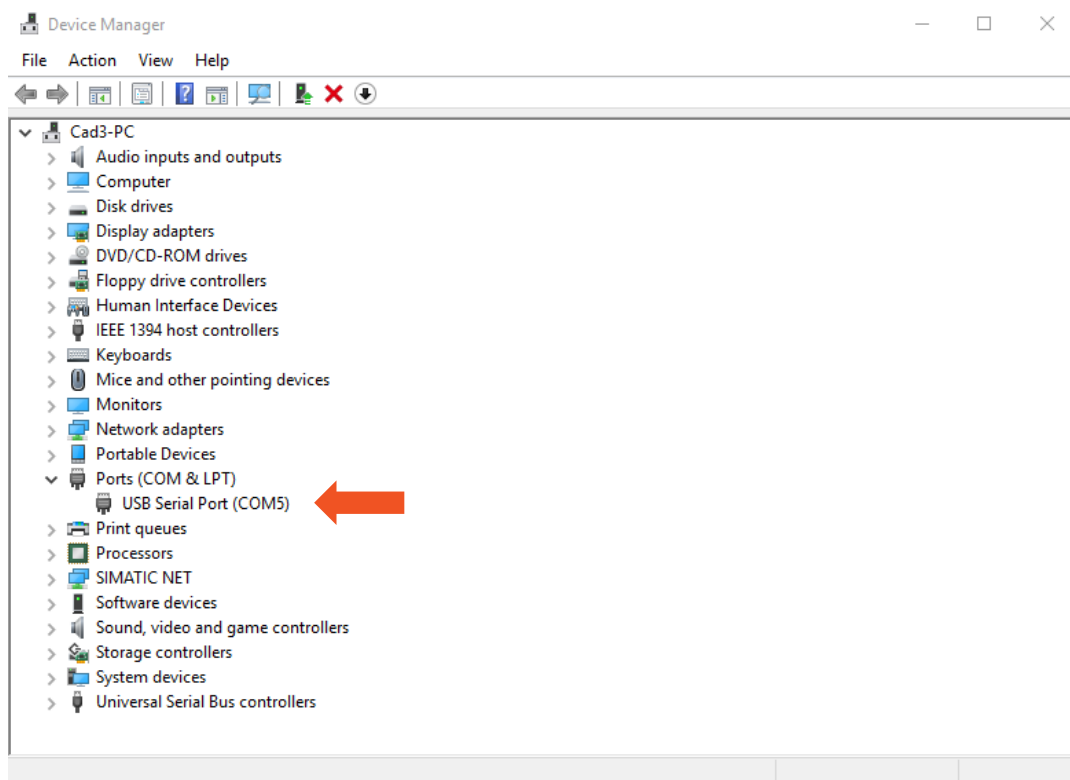 Device Manager
File Action View Help
Cad3-PC
Audio inputs and outputs
Computer
Disk drives
Display adapters
DVD/CD-ROM drives
Floppy drive controllers
Human Interface Devices
IEEE 1394 host controllers
Keyboards
Mice and other pointing devices
Monitors
Network adapters
Portable Devices
Ports (COM & LPT)
USB Serial Port (COM5)
Print queues
Processors
SIMATIC NET
Software devices
Sound, video and game controllers
Storage controllers
System devices
Universal Serial Bus controllers